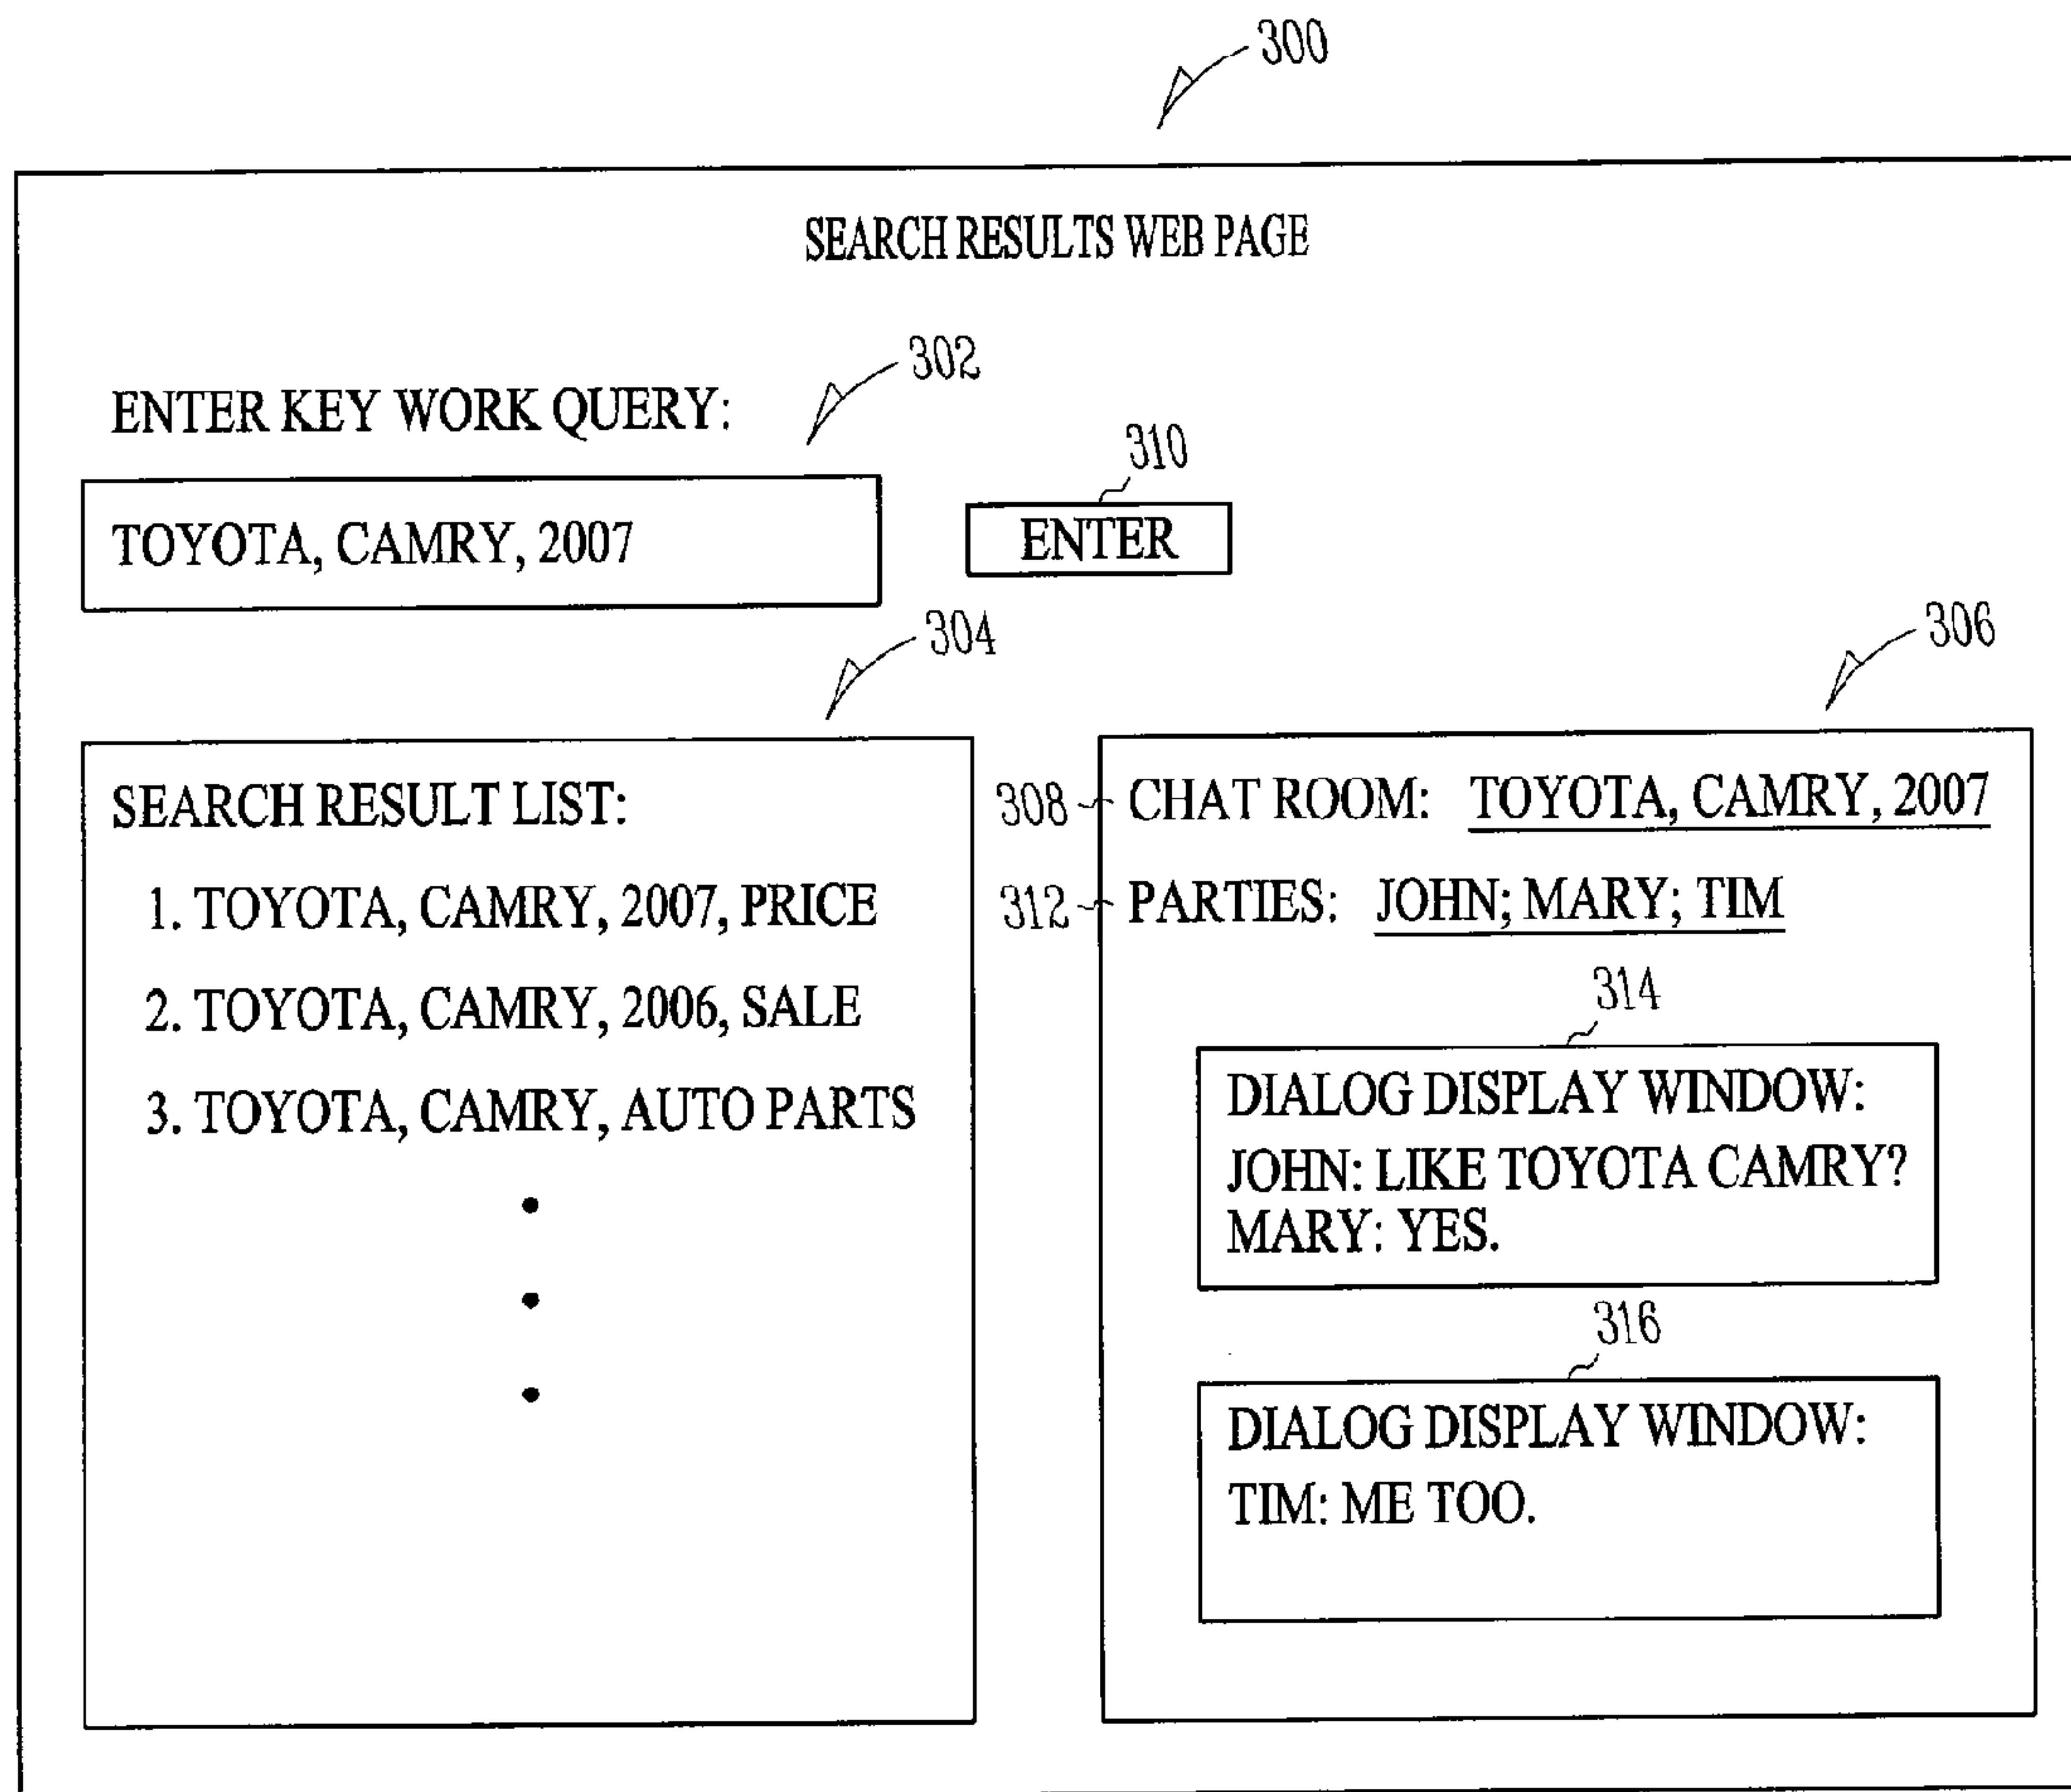 300
SEARCH RESULTS WEB PAGE
302
ENTER KEY WORK QUERY:
310
TOYOTA, CAMRY, 2007
ENTER
304
306
SEARCH RESULT LIST:
1. TOYOTA, CAMRY, 2007, PRICE
2. TOYOTA, CAMRY, 2006, SALE
3. TOYOTA, CAMRY, AUTO PARTS
308
CHAT ROOM: TOYOTA, CAMRY, 2007
312
PARTIES: JOHN; MARY; TIM
314
DIALOG DISPLAY WINDOW:
JOHN: LIKE TOYOTA CAMRY?
MARY: YES.
316
DIALOG DISPLAY WINDOW:
TIM: ME TOO.